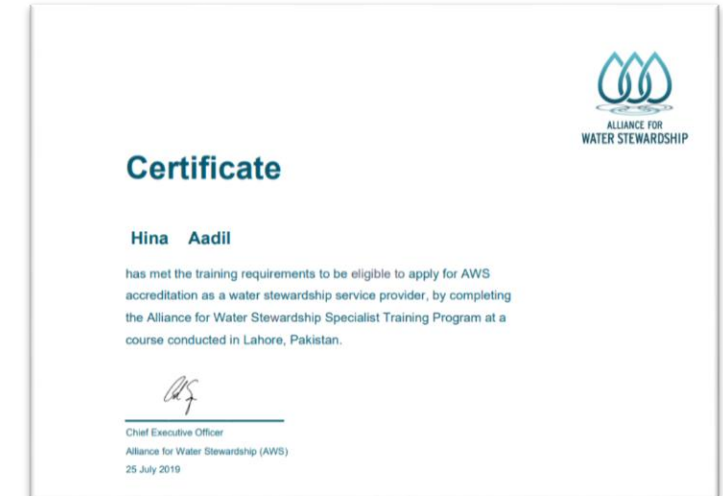 ALLIANCE FOR
WATER STEWARDSHIP
Certificate
Hina Aadil
has met the training requirements to be eligible to apply for AWS
accreditation as a water stewardship service provider, by completing
the Alliance for Water Stewardship Specialist Training Program at a
course conducted in Lahore, Pakistan.
Chief Executive Officer
Alliance for Water Stewardship (AWS)
25 July 2019